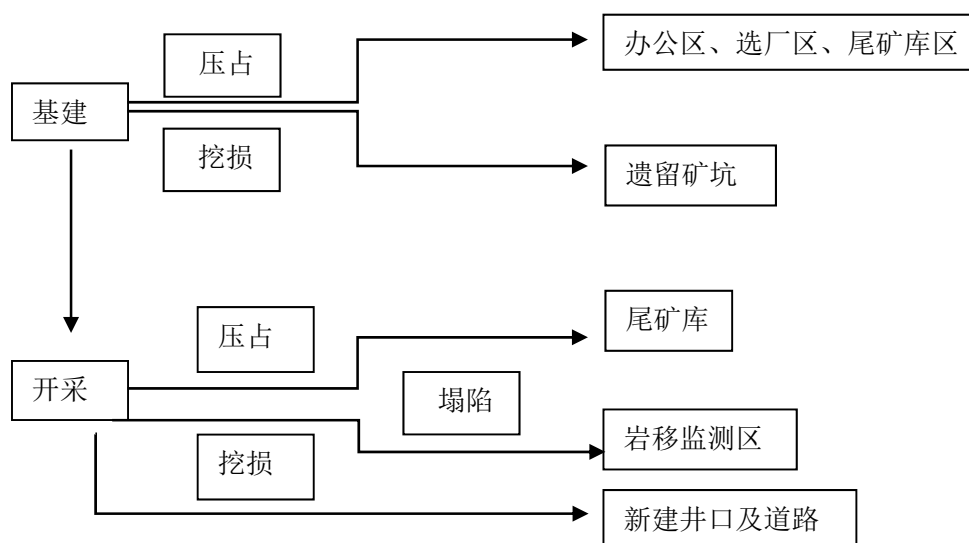 压占
办公区、选厂区、尾矿库区
基建
挖损
遗留矿坑
压占
尾矿库
开采
塌陷
岩移监测区
挖损
新建井口及道路